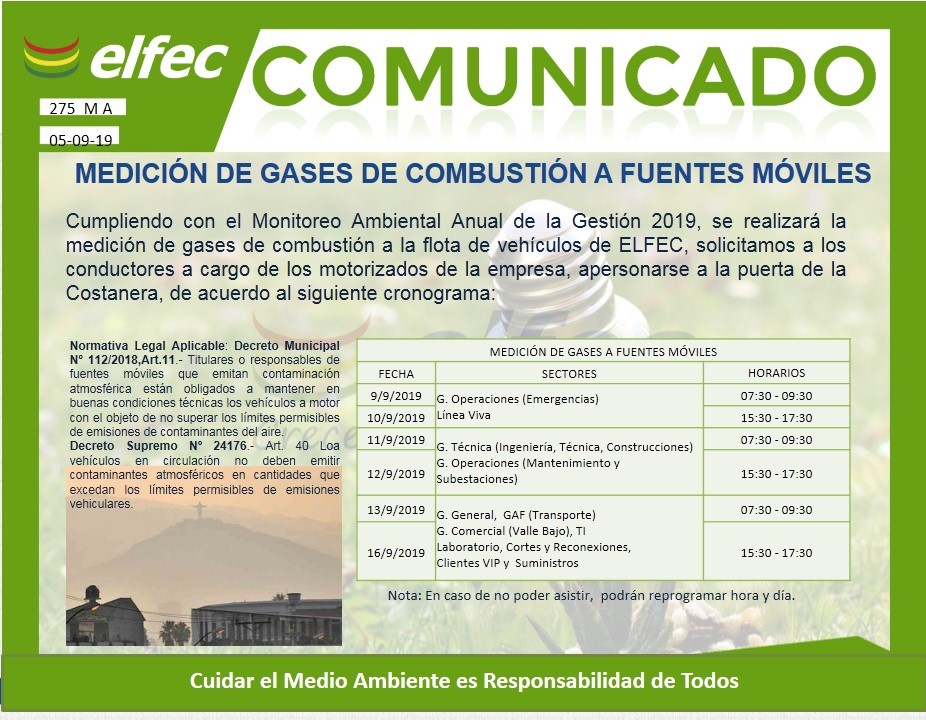 elfec
COMUNICADO
275 M A
05-09-19
MEDICIÓN DE GASES DE COMBUSTIÓN A FUENTES MÓVILES
Cumpliendo con el Monitoreo Ambiental Anual de la Gestión 2019, se realizará la
medición de gases de combustión a la flota de vehículos de ELFEC, solicitamos a los
conductores a cargo de los motorizados de la empresa, apersonarse a la puerta de la
Costanera, de acuerdo al siguiente cronograma:
Normativa Legal Aplicable: Decreto Municipal
N° 112/2018,Art.11.- Titulares o responsables de
fuentes móviles que emitan contaminación
atmosférica están obligados a mantener en
buenas condiciones técnicas los vehículos a motor
con el objeto de no superar los límites permisibles
de emisiones de contaminantes del aire.
Decreto Supremo N° 24176.- Art. 40 Loa
vehículos en circulación no deben emitir
contaminantes atmosféricos en cantidades que
excedan los límites permisibles de emisiones
vehiculares.
MEDICIÓN DE GASES A FUENTES MÓVILES
FECHA SECTORES HORARIOS
9/9/2019 G. Operaciones (Emergencias) 07:30 - 09:30
10/9/2019 Línea Viva 15:30 - 17:30
11/9/2019 G. Técnica (Ingeniería, Técnica, Construcciones) 07:30 - 09:30
12/9/2019 G. Operaciones (Mantenimiento y 15:30 - 17:30
Subestaciones)
13/9/2019 G. General, GAF (Transporte) 07:30 - 09:30
G. Comercial (Valle Bajo), TI
16/9/2019 Laboratorio, Cortes y Reconexiones, 15:30 - 17:30
Clientes VIP y Suministros
Nota: En caso de no poder asistir, podrán reprogramar hora y día.
Cuidar el Medio Ambiente es Responsabilidad de Todos